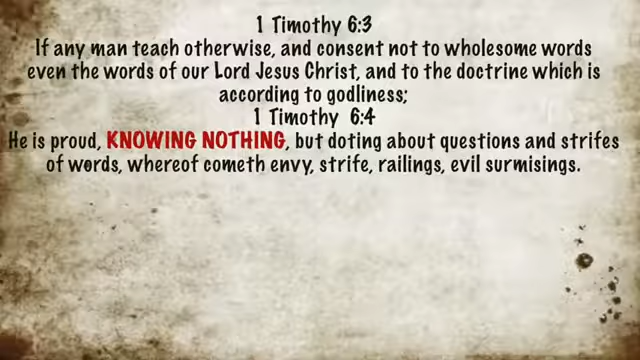 1 Timothy 6:3
If any man teach otherwise, and consent not to wholesome words
even the words of our Lord Jesus Christ, and to the doctrine which is
according to godliness;
1 Timothy 6:4
He is proud, KNOWING NOTHING, but doting about questions and strifes
of words, whereof cometh envy, strife, railings, evil surmisings.